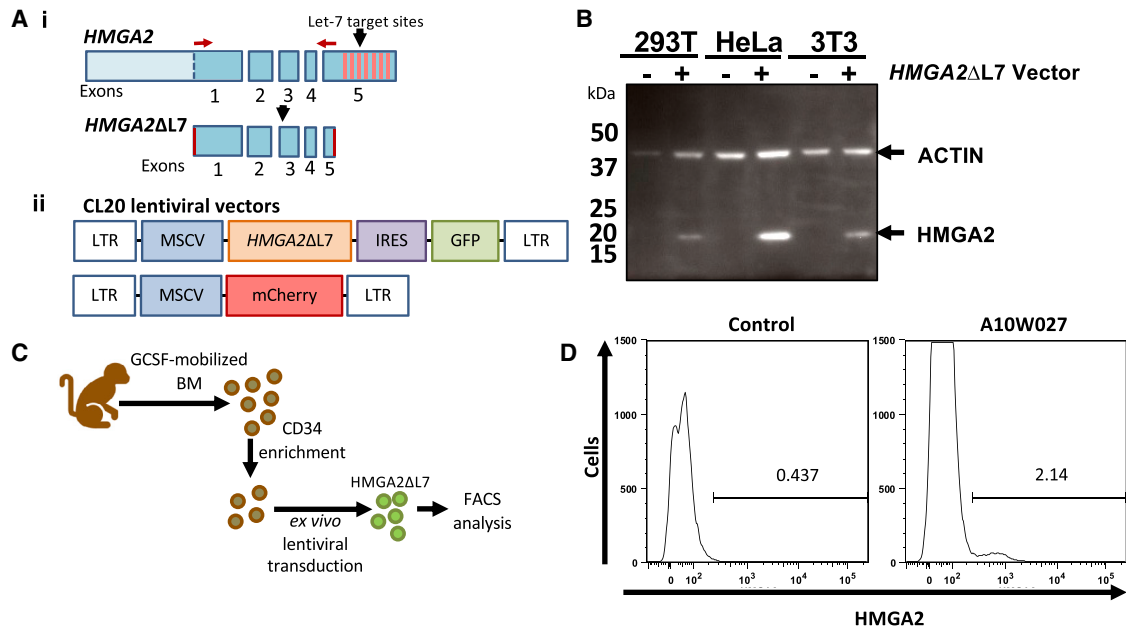 A i
Let-7 target sites
HMGA2
Exons 1 2 3 4 5
HMGA2ΔL7
Exons 1 2 3 4 5
ii
CL20 lentiviral vectors
LTR MSCV HMGA2ΔL7 IRES GFP LTR
LTR MSCV mCherry LTR
B
293T HeLa 3T3
- + - + - + HMGA2ΔL7 Vector
kDa
50
37
25
20
15
ACTIN
HMGA2
C
GCSF-mobilized
BM
CD34
enrichment
HMGA2ΔL7
ex vivo
lentiviral
transduction
FACS
analysis
D
Control A10W027
Cells
1500
1000
500
0
0.437
0 10² 10³ 10⁴ 10⁵
1500
1000
500
0
2.14
0 10² 10³ 10⁴ 10⁵
HMGA2